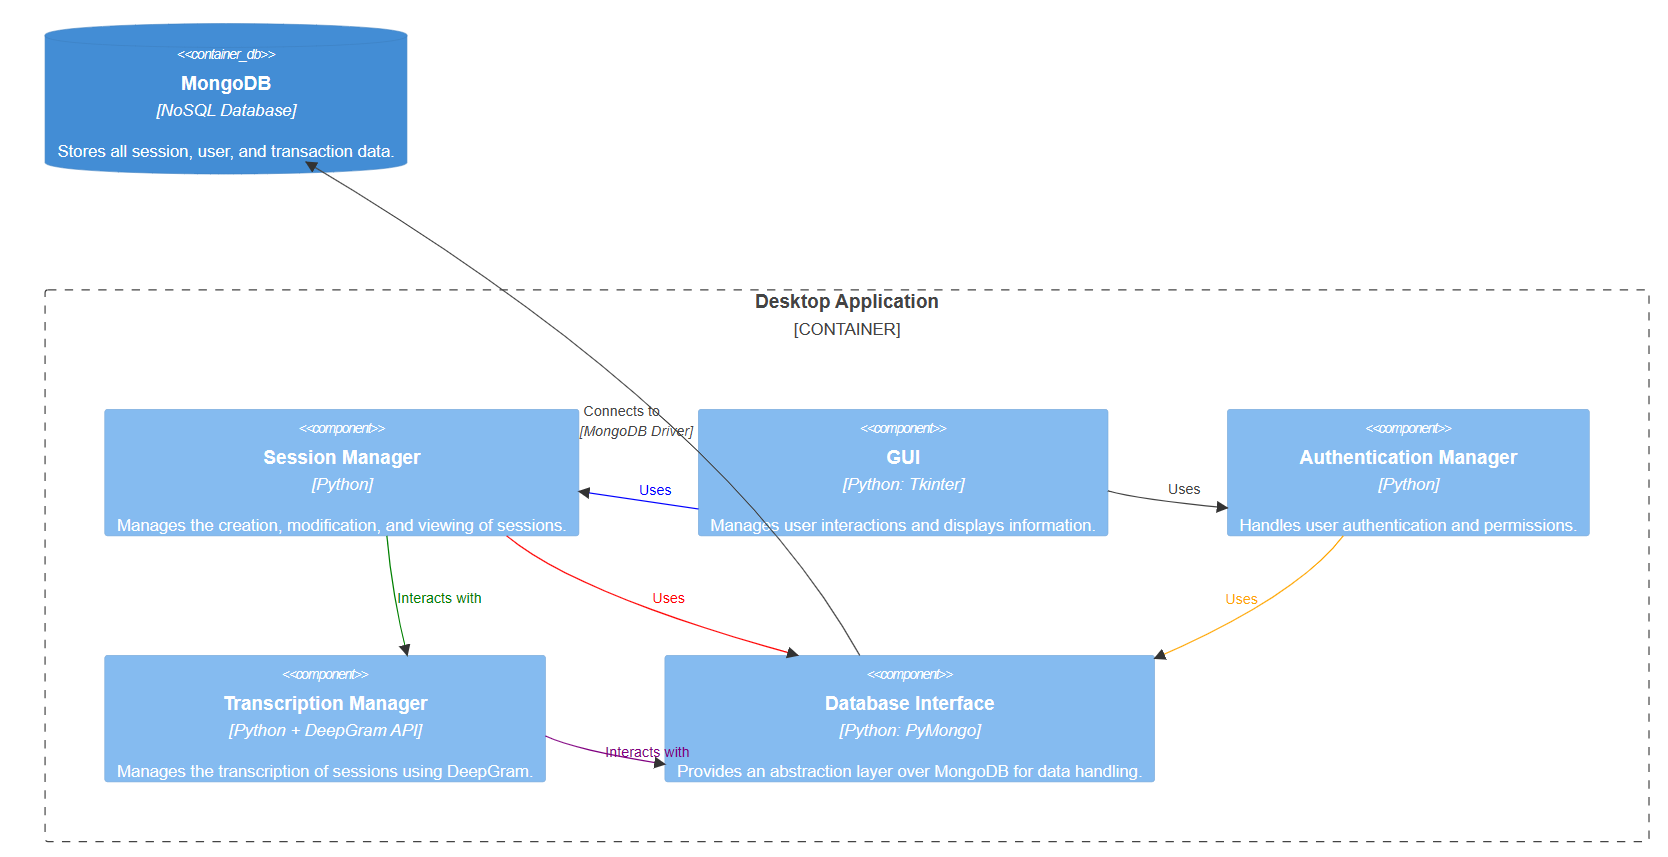 <<container_db>>
MongoDB
[NoSQL Database]
Stores all session, user, and transaction data.
Desktop Application
[CONTAINER]
Connects to
[MongoDB Driver]
<<component>>
Session Manager
[Python]
Manages the creation, modification, and viewing of sessions.
Uses
<<component>>
GUI
[Python: Tkinter]
Manages user interactions and displays information.
Uses
<<component>>
Authentication Manager
[Python]
Handles user authentication and permissions.
Interacts with
Uses
Uses
<<component>>
Transcription Manager
[Python + DeepGram API]
Manages the transcription of sessions using DeepGram.
Interacts with
<<component>>
Database Interface
[Python: PyMongo]
Provides an abstraction layer over MongoDB for data handling.